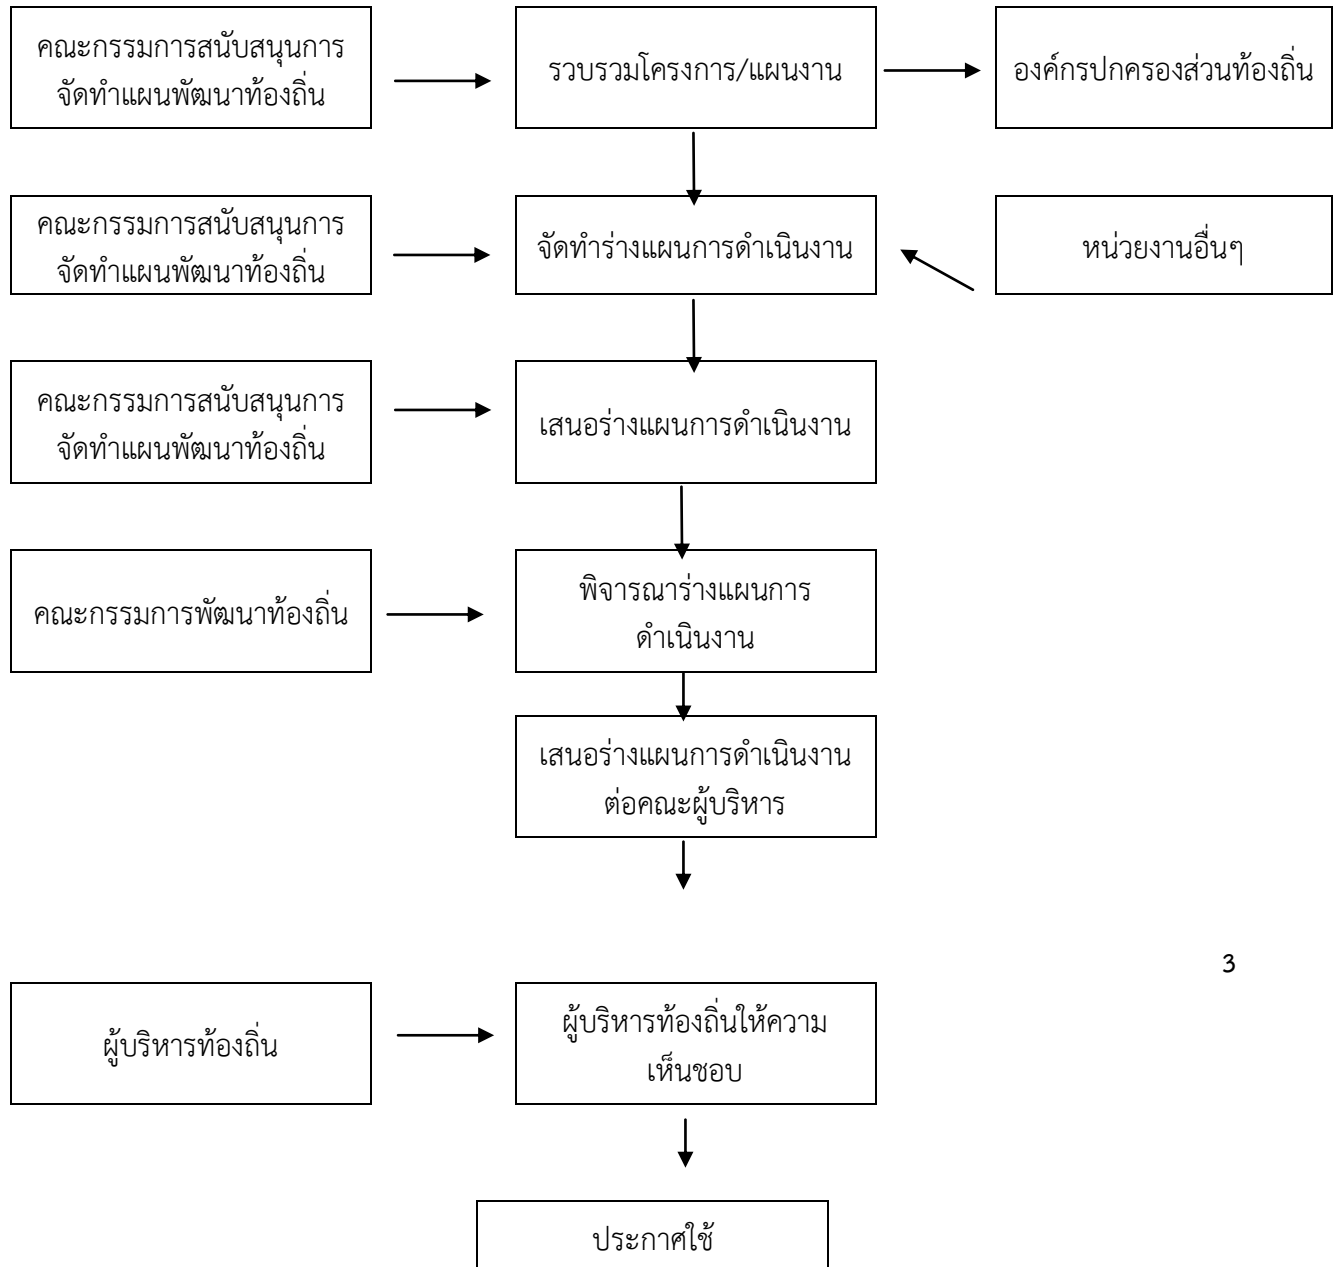 คณะกรรมการสนับสนุนการ
จัดทำแผนพัฒนาท้องถิ่น
รวบรวมโครงการ/แผนงาน
องค์กรปกครองส่วนท้องถิ่น
คณะกรรมการสนับสนุนการ
จัดทำแผนพัฒนาท้องถิ่น
จัดทำร่างแผนการดำเนินงาน
หน่วยงานอื่นๆ
คณะกรรมการสนับสนุนการ
จัดทำแผนพัฒนาท้องถิ่น
เสนอร่างแผนการดำเนินงาน
คณะกรรมการพัฒนาท้องถิ่น
พิจารณาร่างแผนการ
ดำเนินงาน
เสนอร่างแผนการดำเนินงาน
ต่อคณะผู้บริหาร
3
ผู้บริหารท้องถิ่น
ผู้บริหารท้องถิ่นให้ความ
เห็นชอบ
ประกาศใช้